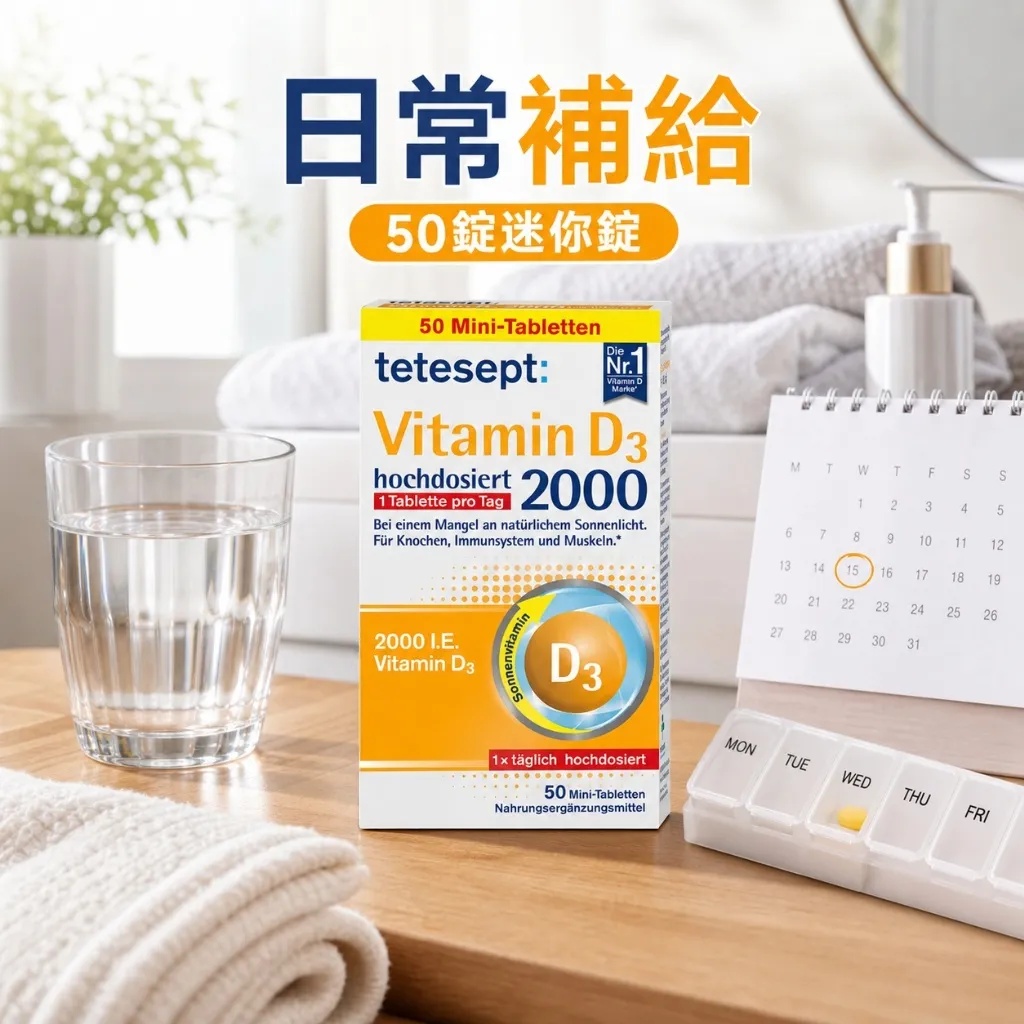 日常補給
50錠迷你錠
tetesept:
50 Mini-Tabletten
tetesept:
Die
Nr.1
Vitamin D
Marke*
Vitamin D3
hochdosiert 2000
1 Tablette pro Tag
Bei einem Mangel an natürlichem Sonnenlicht.
Für Knochen, Immunsystem und Muskeln.*
2000 I.E.
Vitamin D3
Sonnenvitamin
D3
1x täglich hochdosiert
50 Mini-Tabletten
Nahrungsergänzungsmittel
M T W T F S S
1 2 3 4 5
6 7 8 9 10 11 12
13 14 15 16 17 18 19
20 21 22 23 24 25 26
27 28 29 30 31
MON
TUE
WED
THU
FRI